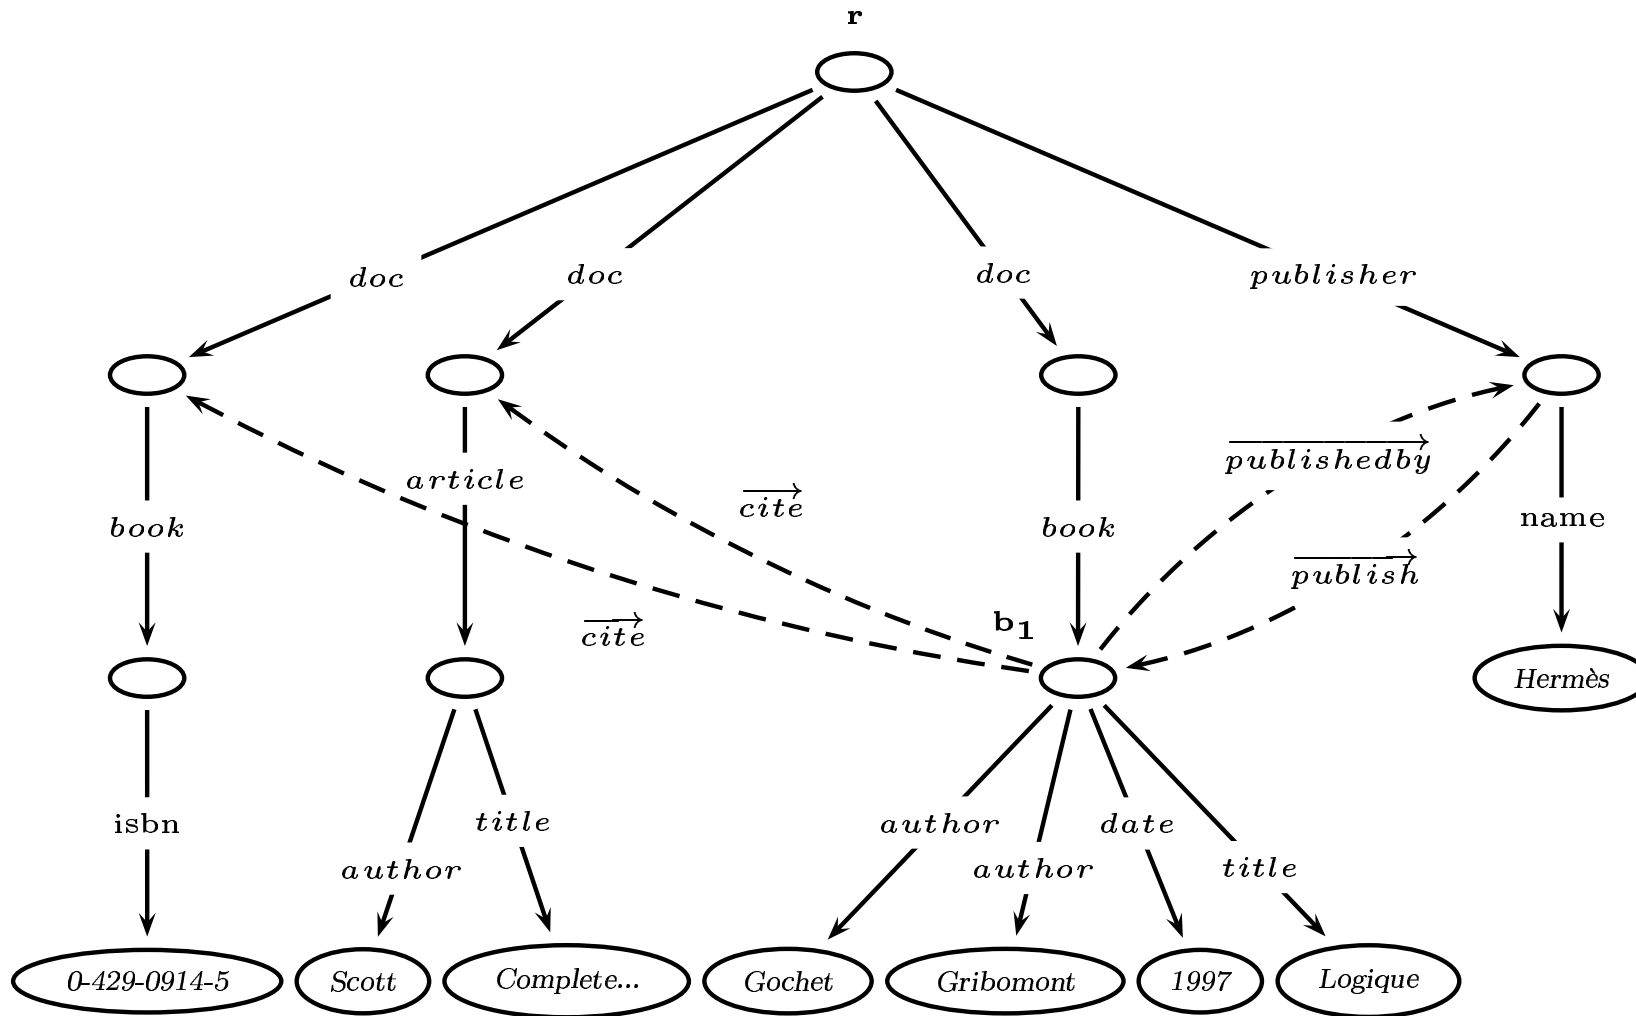 r
doc doc doc publisher
publishedby
article cite
book book name
publish
b1
cite
Hermès
isbn title author date
author author title
0-429-0914-5 Scott Complete... Gochet Gribomont 1997 Logique